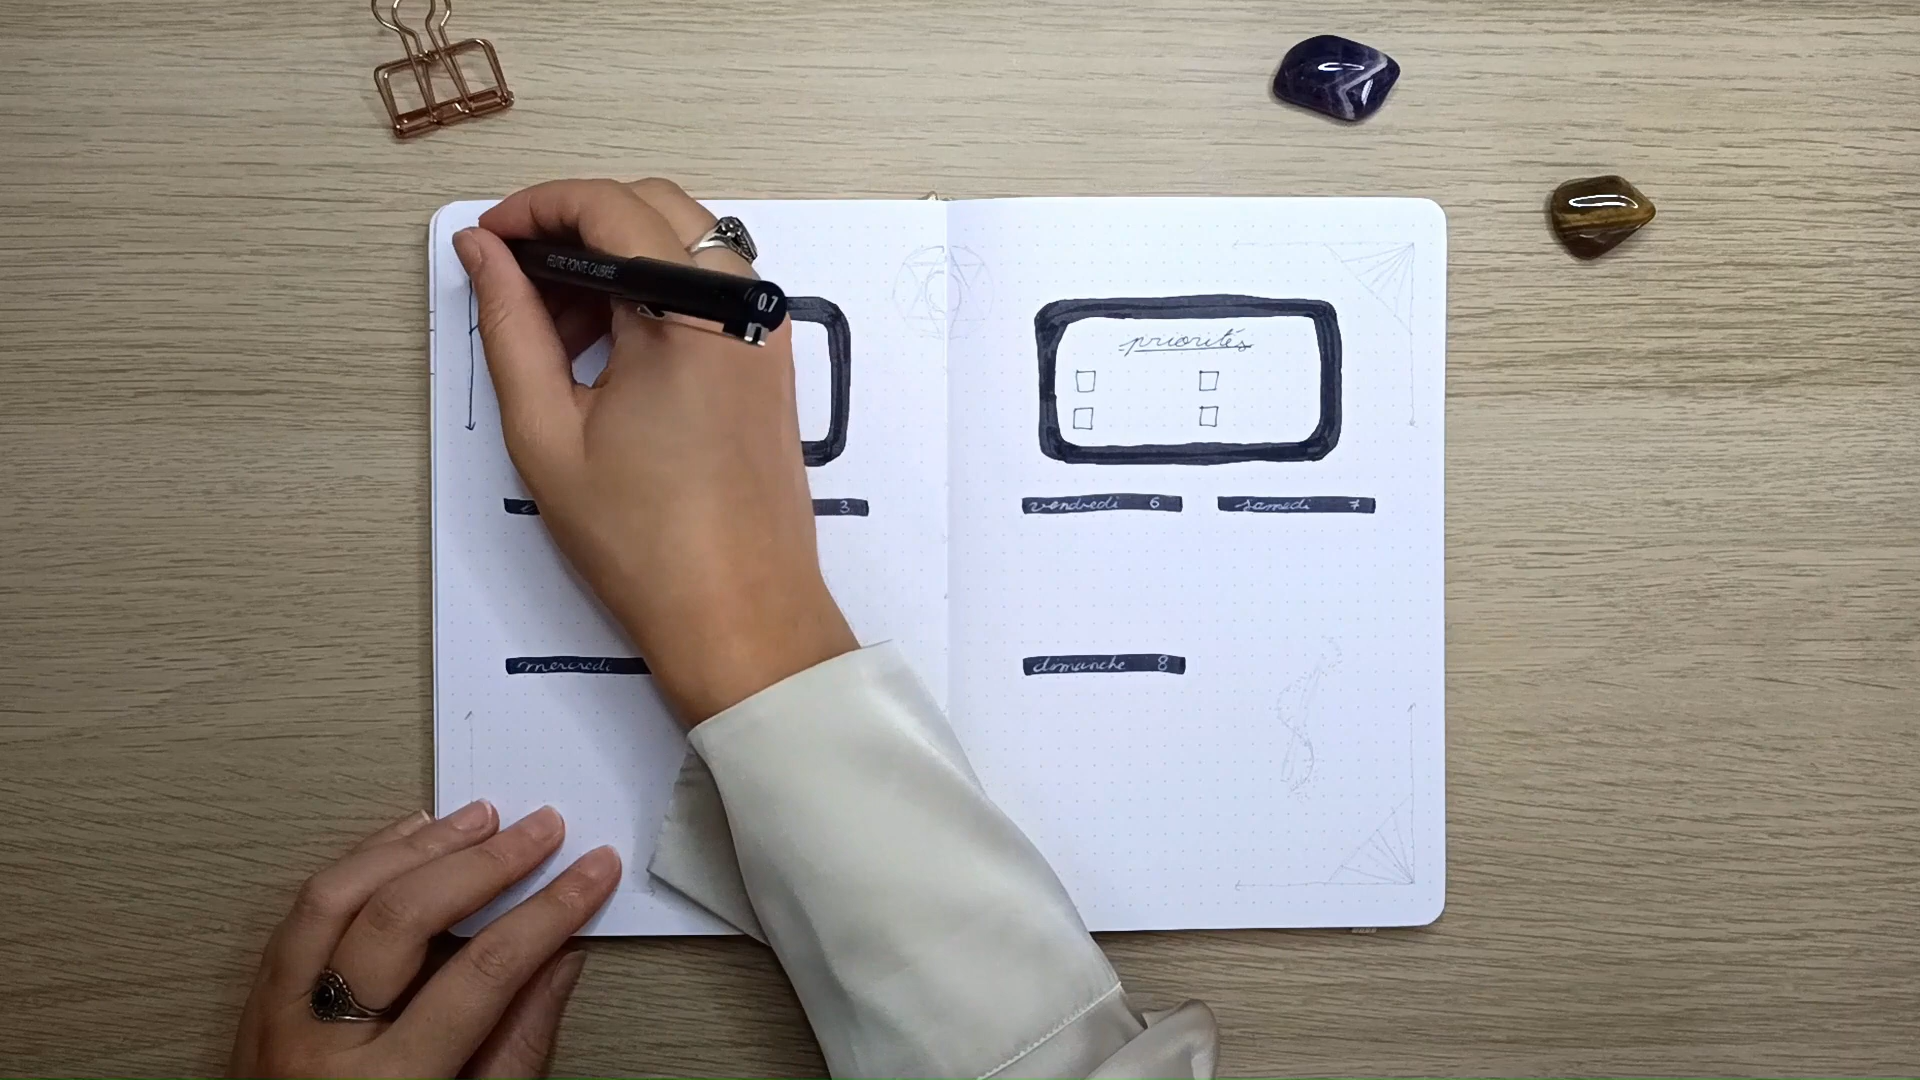 FEUTRE POINTE CALIBRÉE
0.7
priorités
3
vendredi 6
samedi 7
mercredi
dimanche 8